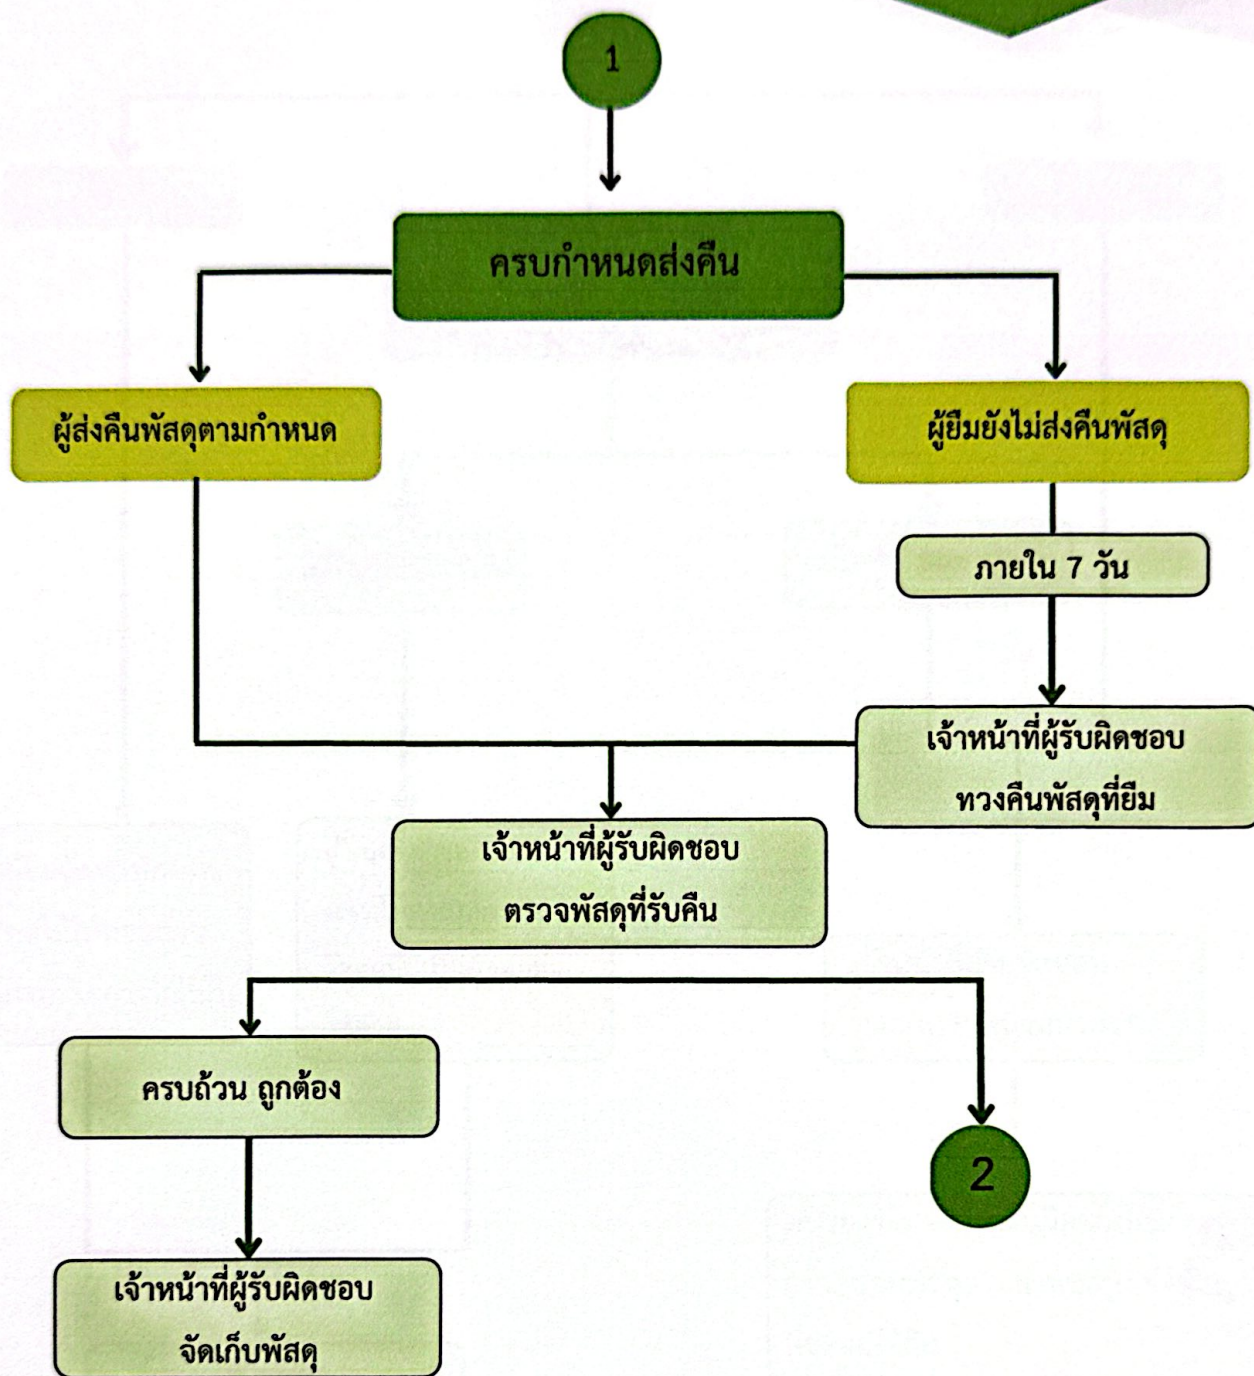 1
ครบกำหนดส่งคืน
ผู้ส่งคืนพัสดุตามกำหนด
ผู้ยืมยังไม่ส่งคืนพัสดุ
ภายใน 7 วัน
เจ้าหน้าที่ผู้รับผิดชอบ
ทวงคืนพัสดุที่ยืม
เจ้าหน้าที่ผู้รับผิดชอบ
ตรวจพัสดุที่รับคืน
ครบถ้วน ถูกต้อง
2
เจ้าหน้าที่ผู้รับผิดชอบ
จัดเก็บพัสดุ